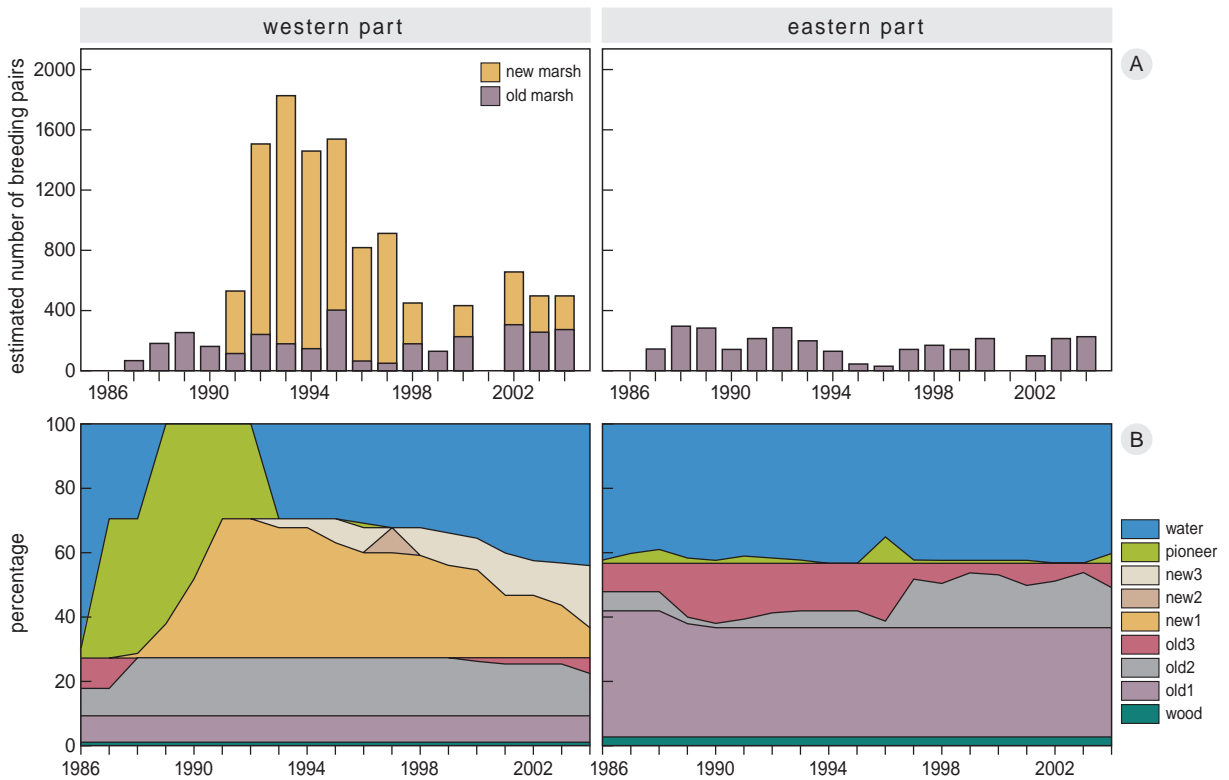 western part
eastern part
A
estimated number of breeding pairs
2000
1600
1200
800
400
0
new marsh
old marsh
1986 1990 1994 1998 2002
1986 1990 1994 1998 2002
B
percentage
100
80
60
40
20
0
1986 1990 1994 1998 2002
1990 1994 1998 2002
water
pioneer
new3
new2
new1
old3
old2
old1
wood